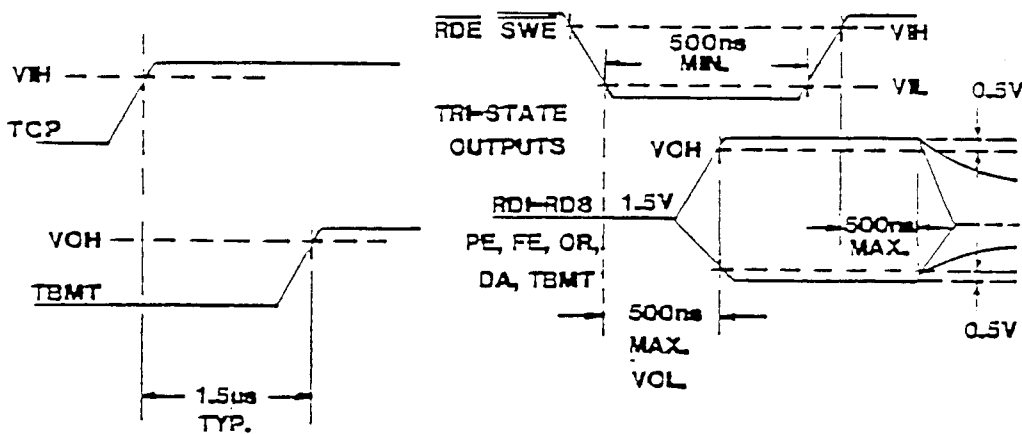 VIH
TCP
VOH
TBMT
1.5us
TYP.
RDE SWE
500ns
MIN.
VIH
VIL
0.5V
TRI-STATE
OUTPUTS
VOH
RD1-RD8
1.5V
PE, FE, OR,
DA, TBMT
500ns
MAX.
500ns
MAX.
VOL
0.5V